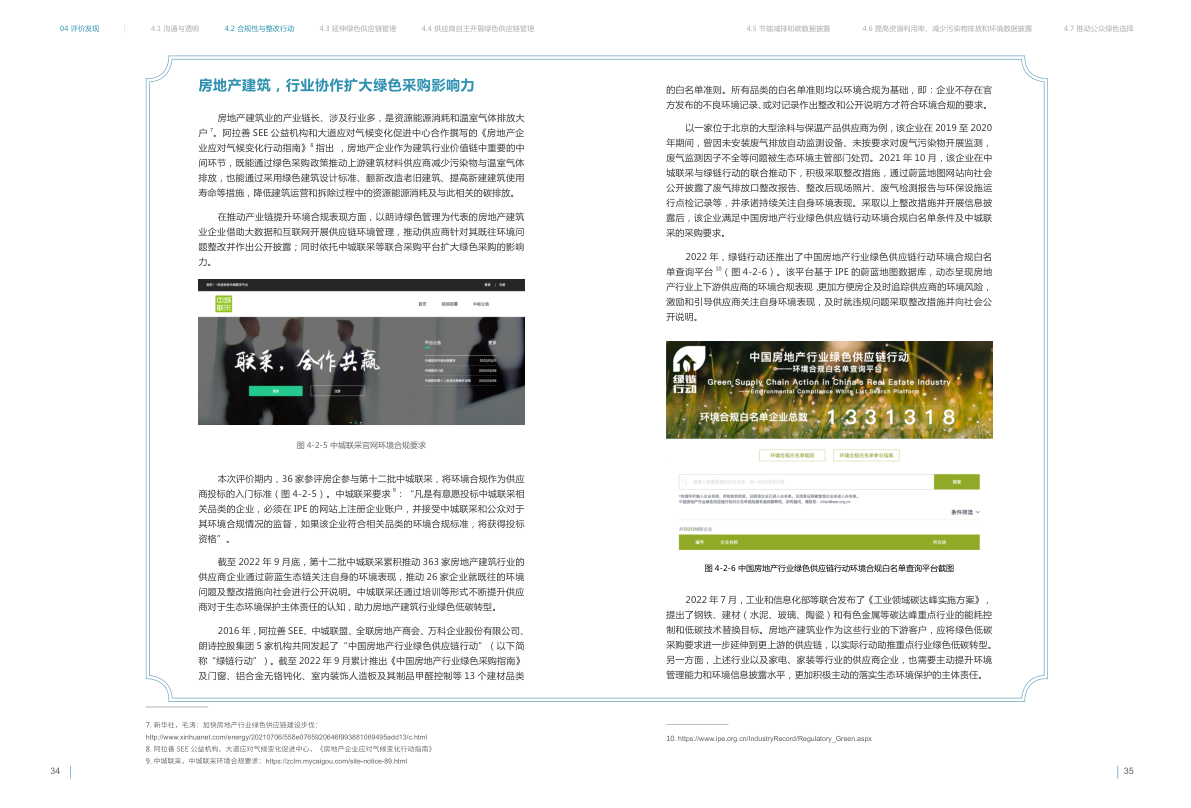 04 评价发现
4.1 沟通与透明
4.2 合规性与整改行动
4.3 延伸绿色供应链管理
4.4 供应商自主开展绿色供应链管理
4.5 节能减排和碳数据披露
4.6 提高资源利用率、减少污染物排放和环境数据披露
4.7 推动公众绿色选择
房地产建筑，行业协作扩大绿色采购影响力
房地产建筑业的产业链长、涉及行业多，是资源能源消耗和温室气体排放大
户 7。阿拉善 SEE 公益机构和大道应对气候变化促进中心合作撰写的《房地产企
业应对气候变化行动指南》8 指出 ，房地产企业作为建筑行业价值链中重要的中
间环节，既能通过绿色采购政策推动上游建筑材料供应商减少污染物与温室气体
排放，也能通过采用绿色建筑设计标准、翻新改造老旧建筑、提高新建建筑使用
寿命等措施，降低建筑运营和拆除过程中的资源能源消耗及与此相关的碳排放。
在推动产业链提升环境合规表现方面，以朗诗绿色管理为代表的房地产建筑
业企业借助大数据和互联网开展供应链环境管理，推动供应商针对其既往环境问
题整改并作出公开披露；同时依托中城联采等联合采购平台扩大绿色采购的影响
力。
中城
联采
首页
招标招募
中标公告
联采，合作共赢
平台公告
更多
登录
注册
图 4-2-5 中城联采官网环境合规要求
本次评价期内，36 家参评房企参与第十二批中城联采，将环境合规作为供应
商投标的入门标准（图 4-2-5）。中城联采要求 9 ：“凡是有意愿投标中城联采相
关品类的企业，必须在 IPE 的网站上注册企业账户，并接受中城联采和公众对于
其环境合规情况的监督，如果该企业符合相关品类的环境合规标准，将获得投标
资格”。
截至 2022 年 9 月底，第十二批中城联采累积推动 363 家房地产建筑行业的
供应商企业通过蔚蓝生态链关注自身的环境表现，推动 26 家企业就既往的环境
问题及整改措施向社会进行公开说明。中城联采还通过培训等形式不断提升供应
商对于生态环境保护主体责任的认知，助力房地产建筑行业绿色低碳转型。
2016 年，阿拉善 SEE、中城联盟、全联房地产商会、万科企业股份有限公司、
朗诗控股集团 5 家机构共同发起了“中国房地产行业绿色供应链行动”（以下简
称“绿链行动”）。截至 2022 年 9 月累计推出《中国房地产行业绿色采购指南》
及门窗、铝合金无铬钝化、室内装饰人造板及其制品甲醛控制等 13 个建材品类
7. 新华社，毛涛：加快房地产行业绿色供应链建设步伐：
http://www.xinhuanet.com/energy/20210706/558e0765920646f993881069495add13/c.html
8. 阿拉善 SEE 公益机构、大道应对气候变化促进中心，《房地产企业应对气候变化行动指南》
9. 中城联采，中城联采环境合规要求：https://zclm.mycaigou.com/site-notice-89.html
34
的白名单准则。所有品类的白名单准则均以环境合规为基础，即：企业不存在官
方发布的不良环境记录、或对记录作出整改和公开说明方才符合环境合规的要求。
以一家位于北京的大型涂料与保温产品供应商为例，该企业在 2019 至 2020
年期间，曾因未安装废气排放自动监测设备、未按要求对废气污染物开展监测，
废气监测因子不全等问题被生态环境主管部门处罚。2021 年 10 月，该企业在中
城联采与绿链行动的联合推动下，积极采取整改措施，通过蔚蓝地图网站向社会
公开披露了废气排放口整改报告、整改后现场照片、废气检测报告与环保设施运
行点检记录等，并承诺持续关注自身环境表现。采取以上整改措施并开展信息披
露后，该企业满足中国房地产行业绿色供应链行动环境合规白名单条件及中城联
采的采购要求。
2022 年，绿链行动还推出了中国房地产行业绿色供应链行动环境合规白名
单查询平台 10（图 4-2-6）。该平台基于 IPE 的蔚蓝地图数据库，动态呈现房地
产行业上下游供应商的环境合规表现，更加方便房企及时追踪供应商的环境风险，
激励和引导供应商关注自身环境表现，及时就违规问题采取整改措施并向社会公
开说明。
绿链
行动
中国房地产行业绿色供应链行动
——环境合规白名单查询平台
Green Supply Chain Action in China's Real Estate Industry
——Environmental Compliance White List Search Platform
环境合规白名单企业总数 1331318
环境合规白名单规则
环境合规白名单参与指南
搜索
条件筛选
编号
企业名称
所在地
图 4-2-6 中国房地产行业绿色供应链行动环境合规白名单查询平台截图
2022 年 7 月，工业和信息化部等联合发布了《工业领域碳达峰实施方案》，
提出了钢铁、建材（水泥、玻璃、陶瓷）和有色金属等碳达峰重点行业的能耗控
制和低碳技术替换目标。房地产建筑业作为这些行业的下游客户，应将绿色低碳
采购要求进一步延伸到更上游的供应链，以实际行动助推重点行业绿色低碳转型。
另一方面，上述行业以及家电、家装等行业的供应商企业，也需要主动提升环境
管理能力和环境信息披露水平，更加积极主动的落实生态环境保护的主体责任。
10. https://www.ipe.org.cn/IndustryRecord/Regulatory_Green.aspx
35